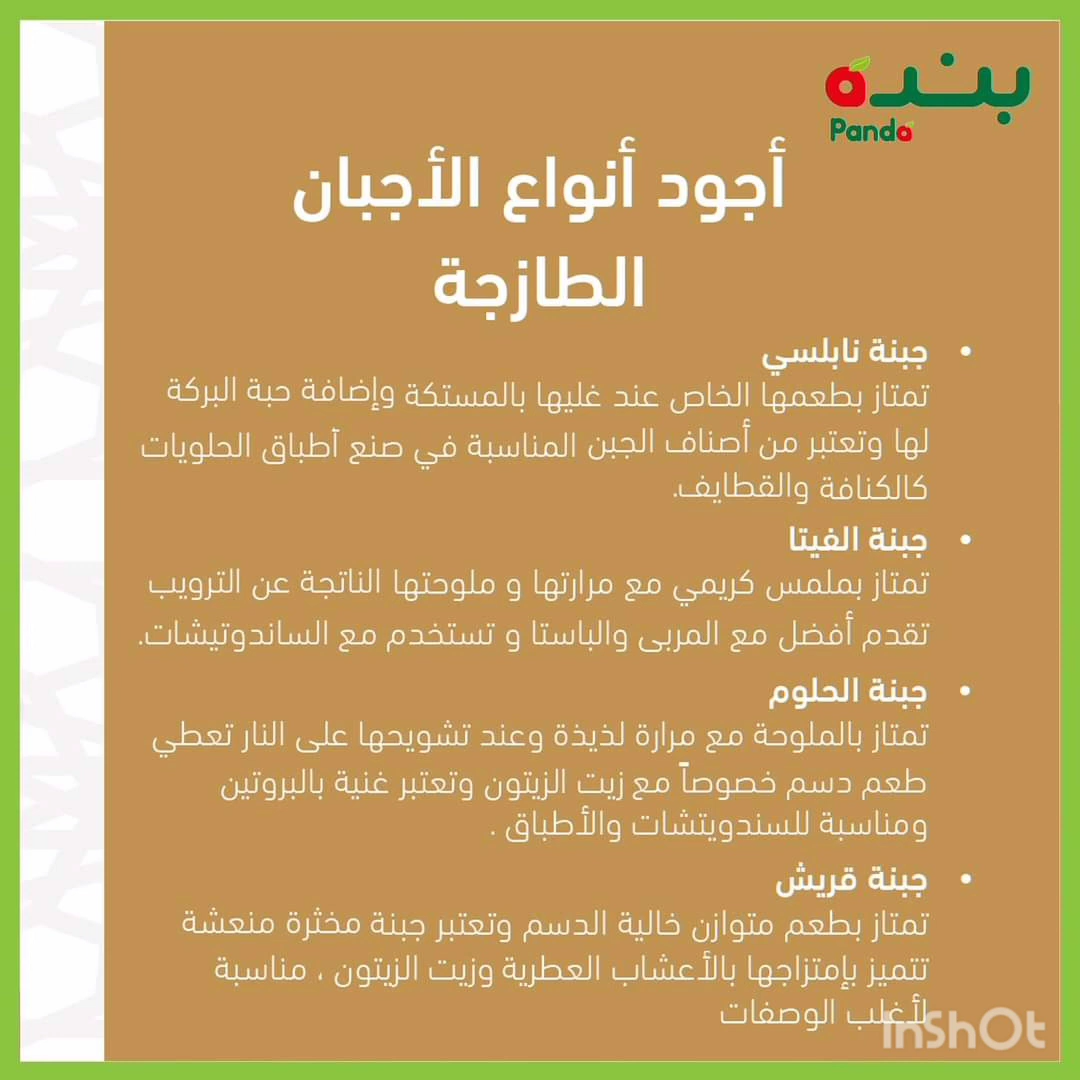 بنده
Panda
أجود أنواع الأجبان
الطازجة
• جبنة نابلسي
تمتاز بطعمها الخاص عند غليها بالمستكة وإضافة حبة البركة
لها وتعتبر من أصناف الجبن المناسبة في صنع أطباق الحلويات
كالكنافة والقطايف.
• جبنة الفيتا
تمتاز بملمس كريمي مع مرارتها و ملوحتها الناتجة عن الترويب
تقدم أفضل مع المربى والباستا و تستخدم مع الساندوتيشات.
• جبنة الحلوم
تمتاز بالملوحة مع مرارة لذيذة وعند تشويحها على النار تعطي
طعم دسم خصوصاً مع زيت الزيتون وتعتبر غنية بالبروتين
ومناسبة للسندويتشات والأطباق .
• جبنة قريش
تمتاز بطعم متوازن خالية الدسم وتعتبر جبنة مخثرة منعشة
تتميز بإمتزاجها بالأعشاب العطرية وزيت الزيتون ، مناسبة
لأغلب الوصفات
InShOt